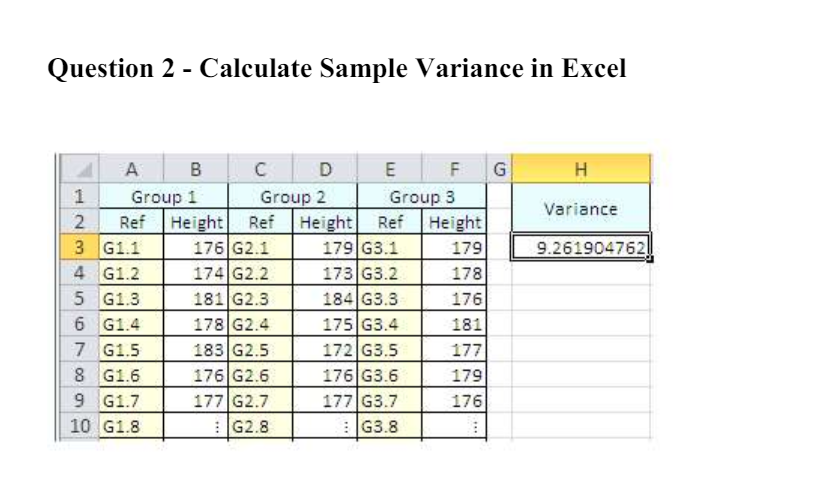 Question 2 - Calculate Sample Variance in Excel
A B C D E F G H
1 Group 1 Group 2 Group 3 Variance
2 Ref Height Ref Height Ref Height
3 G1.1 176 G2.1 179 G3.1 179 9.261904762
4 G1.2 174 G2.2 173 G3.2 178
5 G1.3 181 G2.3 184 G3.3 176
6 G1.4 178 G2.4 175 G3.4 181
7 G1.5 183 G2.5 172 G3.5 177
8 G1.6 176 G2.6 176 G3.6 179
9 G1.7 177 G2.7 177 G3.7 176
10 G1.8 ⋮ G2.8 ⋮ G3.8 ⋮